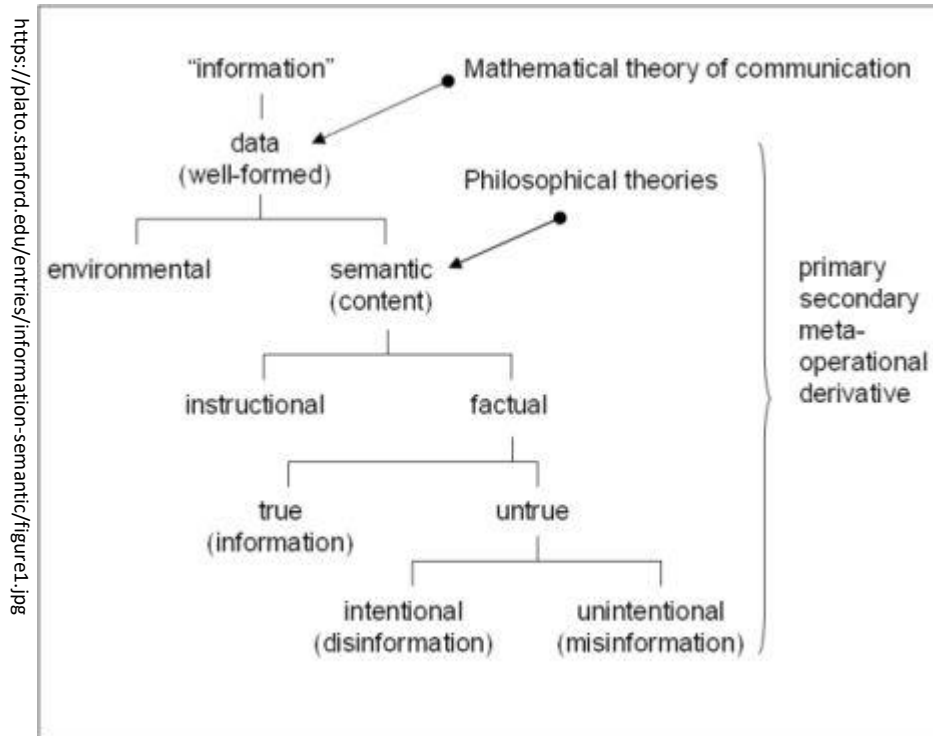 https://plato.stanford.edu/entries/information-semantic/figure1.jpg
“information”
Mathematical theory of communication
data
(well-formed)
Philosophical theories
environmental
semantic
(content)
primary
secondary
meta-
operational
derivative
instructional
factual
true
(information)
untrue
intentional
(disinformation)
unintentional
(misinformation)